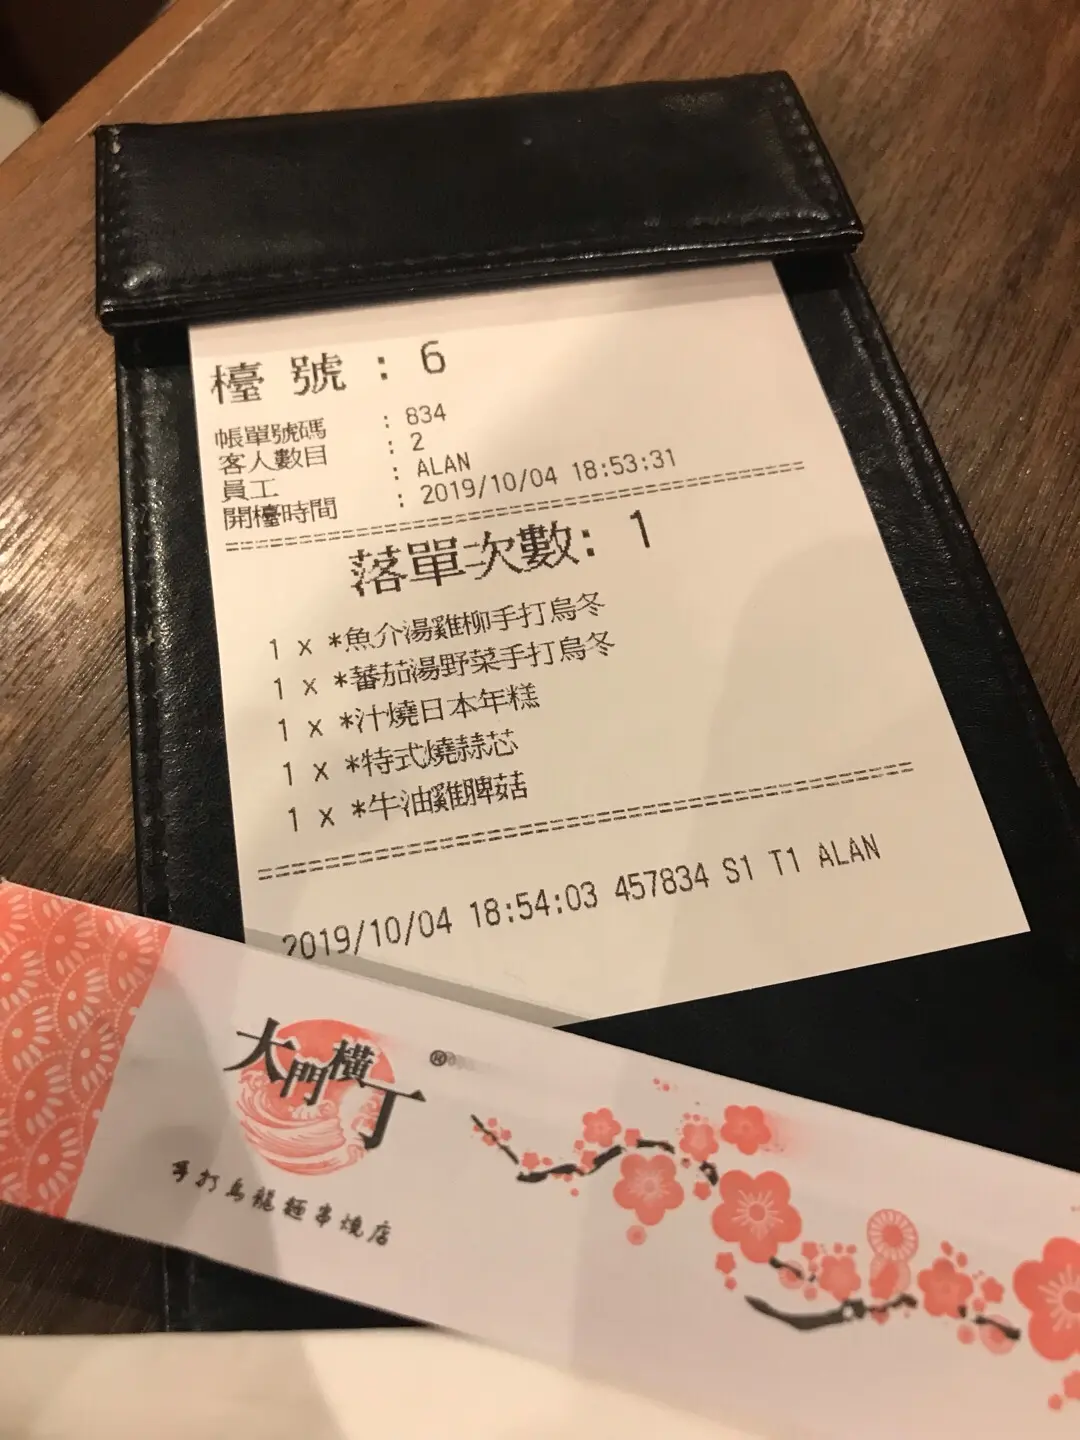 檯號 : 6
帳單號碼 : 834
客人數目 : 2
員工 : ALAN
開檯時間 : 2019/10/04 18:53:31
落單次數: 1
1 x *魚介湯雞柳手打烏冬
1 x *蕃茄湯野菜手打烏冬
1 x *汁燒日本年糕
1 x *特式燒蒜芯
1 x *牛油雞髀菇
2019/10/04 18:54:03 457834 S1 T1 ALAN
大門橫丁®
手打烏龍麵串燒店